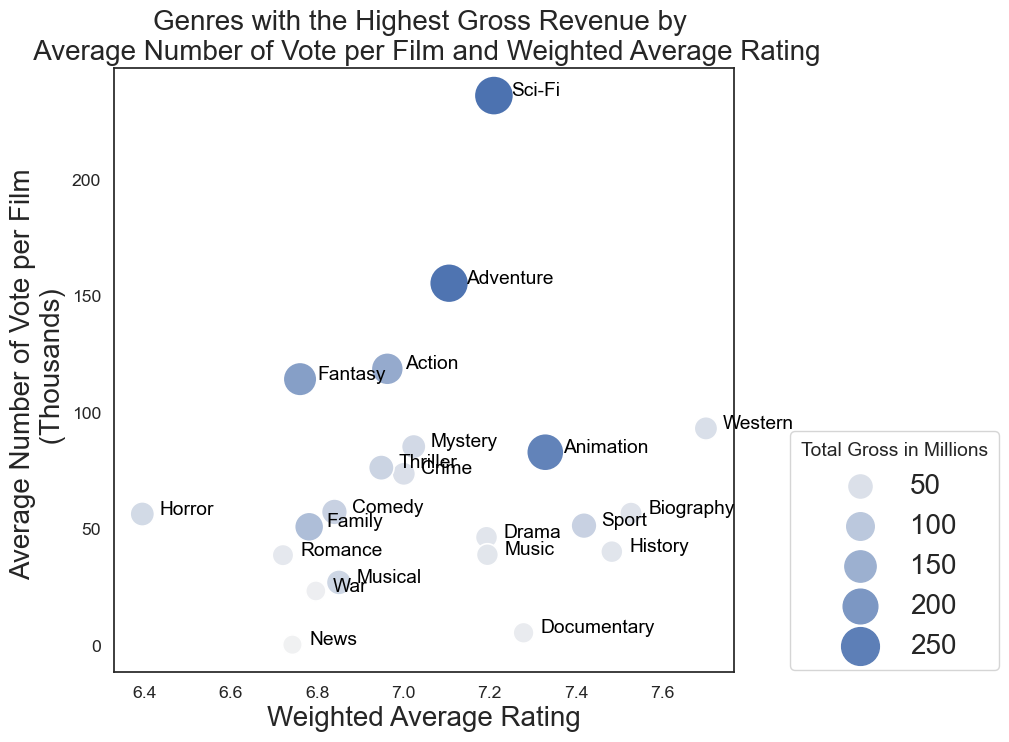 Genres with the Highest Gross Revenue by
Average Number of Vote per Film and Weighted Average Rating
Average Number of Vote per Film
(Thousands)
200
150
100
50
0
Sci-Fi
Adventure
Action
Fantasy
Western
Mystery
Animation
Thriller
Crime
Horror
Comedy
Biography
Family
Sport
Drama
Romance
Music
History
Musical
War
Documentary
News
6.4
6.6
6.8
7.0
7.2
7.4
7.6
Weighted Average Rating
Total Gross in Millions
50
100
150
200
250